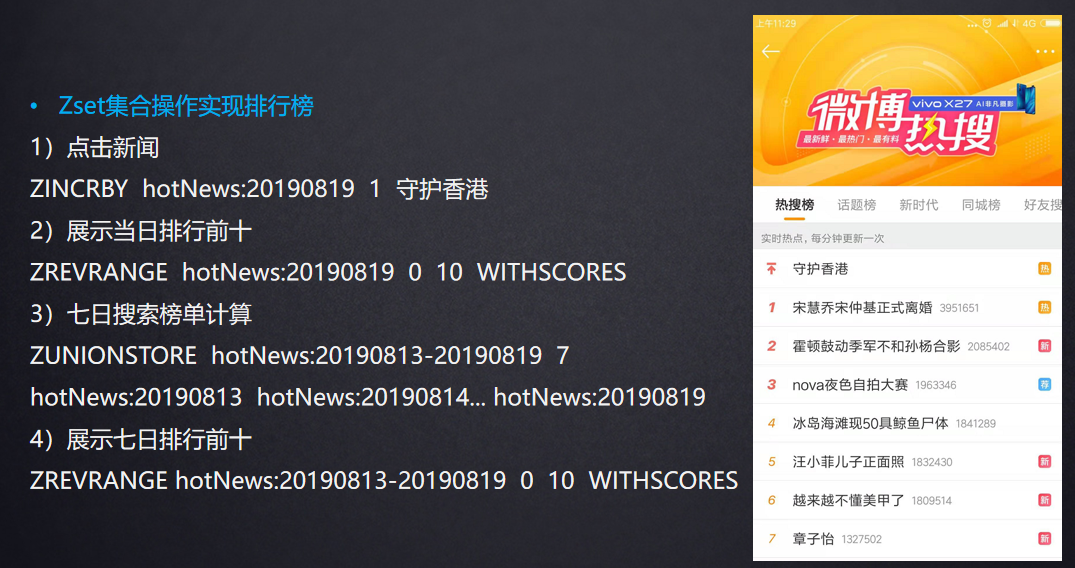 • Zset集合操作实现排行榜
1）点击新闻
ZINCRBY hotNews:20190819 1 守护香港
2）展示当日排行前十
ZREVRANGE hotNews:20190819 0 10 WITHSCORES
3）七日搜索榜单计算
ZUNIONSTORE hotNews:20190813-20190819 7
hotNews:20190813 hotNews:20190814... hotNews:20190819
4）展示七日排行前十
ZREVRANGE hotNews:20190813-20190819 0 10 WITHSCORES
上午11:29
4G
微博
vivo X27 AI非凡摄影
热搜
最新鲜·最热门·最有料
热搜榜 话题榜 新时代 同城榜 好友搜
实时热点，每分钟更新一次
守护香港 热
1 宋慧乔宋仲基正式离婚 3951651 热
2 霍顿鼓动季军不和孙杨合影 2085402 新
3 nova夜色自拍大赛 1963346 荐
4 冰岛海滩现50具鲸鱼尸体 1841289
5 汪小菲儿子正面照 1832430 新
6 越来越不懂美甲了 1809514 新
7 章子怡 1327502 新